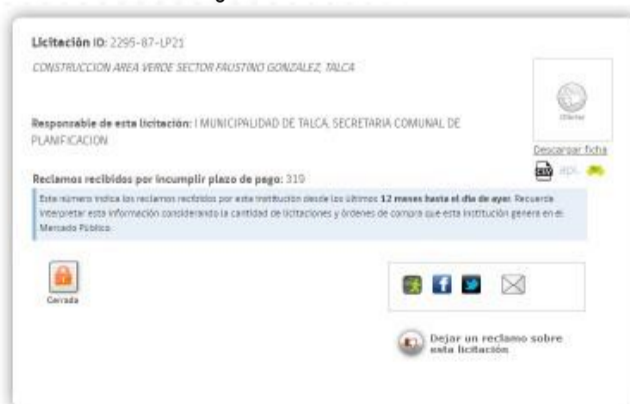 Licitación ID: 2295-87-LP21
CONSTRUCCION AREA VERDE SECTOR FAUSTINO GONZALEZ, TALCA
Responsable de esta licitación: I MUNICIPALIDAD DE TALCA, SECRETARIA COMUNAL DE
PLANIFICACION
Descargar ficha
CSV
Reclamos recibidos por incumplir plazo de pago: 319
Este número indica los reclamos recibidos por esta institución desde los últimos 12 meses hasta el día de ayer. Recuerda
interpretar esta información considerando la cantidad de licitaciones y órdenes de compra que esta institución genera en el
Mercado Público.
Cerrada
Dejar un reclamo sobre
esta licitación